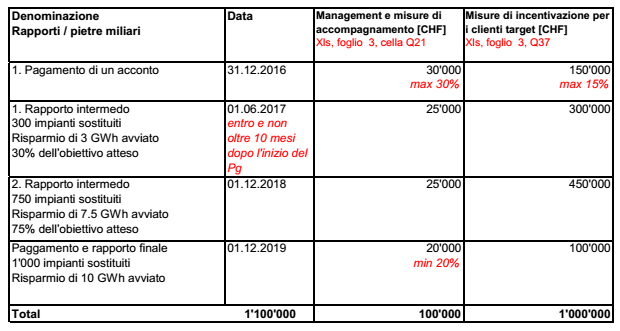 Denominazione
Rapporti / pietre miliari
Data
Management e misure di
accompagnamento [CHF]
Xls, foglio 3, cella Q21
Misure di incentivazione per
i clienti target [CHF]
Xls, foglio 3, Q37
1. Pagamento di un acconto
31.12.2016
30'000
max 30%
150'000
max 15%
1. Rapporto intermedo
300 impianti sostituiti
Risparmio di 3 GWh avviato
30% dell'obiettivo atteso
01.06.2017
entro e non
oltre 10 mesi
dopo l'inizio del
Pg
25'000
300'000
2. Rapporto intermedo
750 impianti sostituiti
Risparmio di 7.5 GWh avviato
75% dell'obiettivo atteso
01.12.2018
25'000
450'000
Paggamento e rapporto finale
1'000 impianti sostituiti
Risparmio di 10 GWh avviato
01.12.2019
20'000
min 20%
100'000
Total
1'100'000
100'000
1'000'000